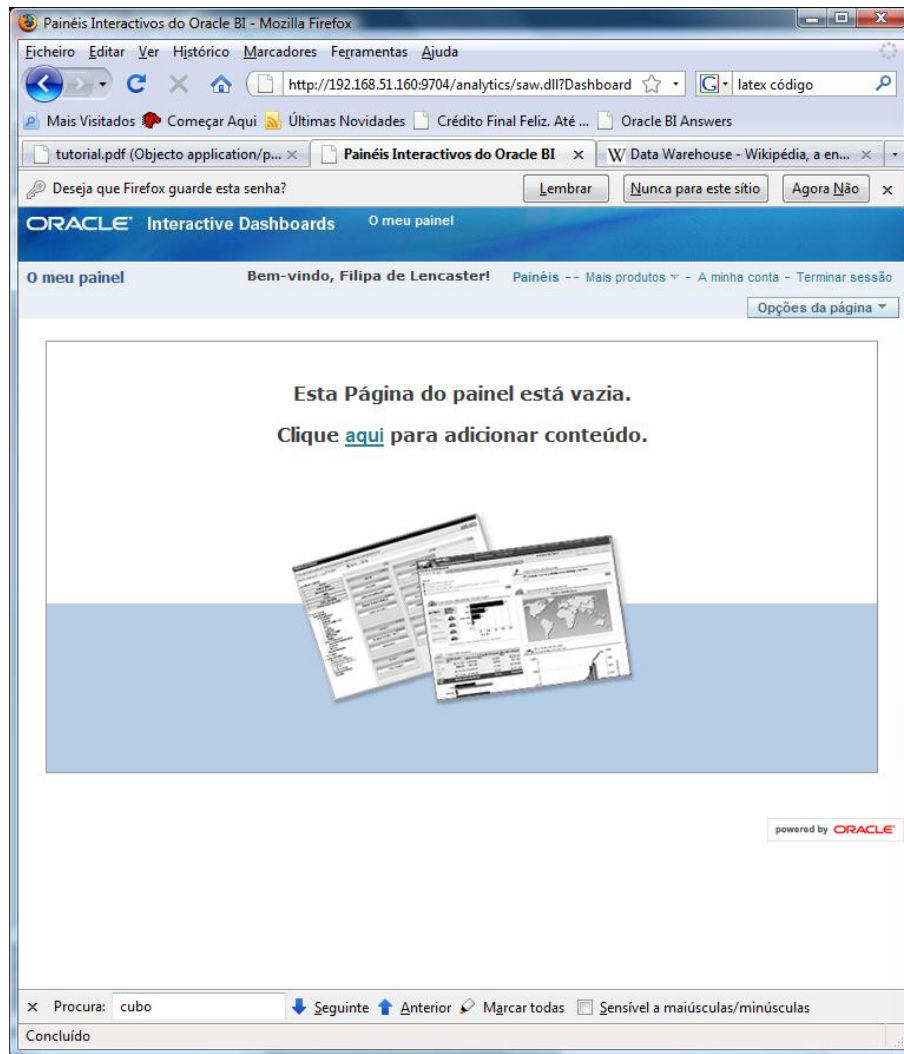 Painéis Interactivos do Oracle BI - Mozilla Firefox
Ficheiro Editar Ver Histórico Marcadores Ferramentas Ajuda
http://192.168.51.160:9704/analytics/saw.dll?Dashboard G latex código
Mais Visitados Começar Aqui Últimas Novidades Crédito Final Feliz. Até ... Oracle BI Answers
tutorial.pdf (Objecto application/p... Painéis Interactivos do Oracle BI W Data Warehouse - Wikipédia, a en...
Deseja que Firefox guarde esta senha? Lembrar Nunca para este sítio Agora Não
ORACLE Interactive Dashboards O meu painel
O meu painel Bem-vindo, Filipa de Lencaster! Painéis -- Mais produtos - A minha conta - Terminar sessão
Opções da página
Esta Página do painel está vazia.
Clique aqui para adicionar conteúdo.
powered by ORACLE
x Procura: cubo Seguinte Anterior Marcar todas Sensível a maiúsculas/minúsculas
Concluído